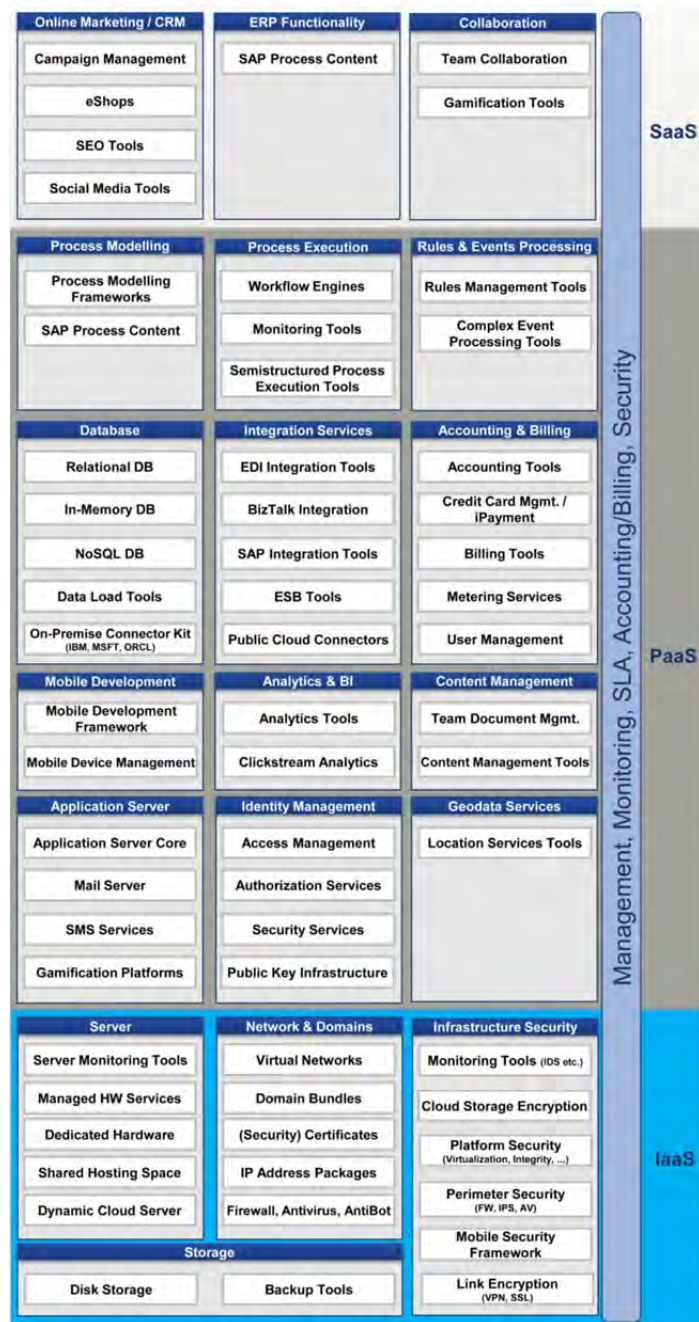 Online Marketing / CRM
Campaign Management
eShops
SEO Tools
Social Media Tools
ERP Functionality
SAP Process Content
Collaboration
Team Collaboration
Gamification Tools
SaaS
Process Modelling
Process Modelling
Frameworks
SAP Process Content
Process Execution
Workflow Engines
Monitoring Tools
Semistructured Process
Execution Tools
Rules & Events Processing
Rules Management Tools
Complex Event
Processing Tools
Database
Relational DB
In-Memory DB
NoSQL DB
Data Load Tools
On-Premise Connector Kit
(IBM, MSFT, ORCL)
Integration Services
EDI Integration Tools
BizTalk Integration
SAP Integration Tools
ESB Tools
Public Cloud Connectors
Accounting & Billing
Accounting Tools
Credit Card Mgmt. /
iPayment
Billing Tools
Metering Services
User Management
Mobile Development
Mobile Development
Framework
Mobile Device Management
Analytics & BI
Analytics Tools
Clickstream Analytics
Content Management
Team Document Mgmt.
Content Management Tools
Application Server
Application Server Core
Mail Server
SMS Services
Gamification Platforms
Identity Management
Access Management
Authorization Services
Security Services
Public Key Infrastructure
Geodata Services
Location Services Tools
PaaS
Server
Server Monitoring Tools
Managed HW Services
Dedicated Hardware
Shared Hosting Space
Dynamic Cloud Server
Network & Domains
Virtual Networks
Domain Bundles
(Security) Certificates
IP Address Packages
Firewall, Antivirus, AntiBot
Infrastructure Security
Monitoring Tools (IDS etc.)
Cloud Storage Encryption
Platform Security
(Virtualization, Integrity, ...)
Perimeter Security
(FW, IPS, AV)
Mobile Security
Framework
Link Encryption
(VPN, SSL)
Storage
Disk Storage
Backup Tools
IaaS
Management, Monitoring, SLA, Accounting/Billing, Security